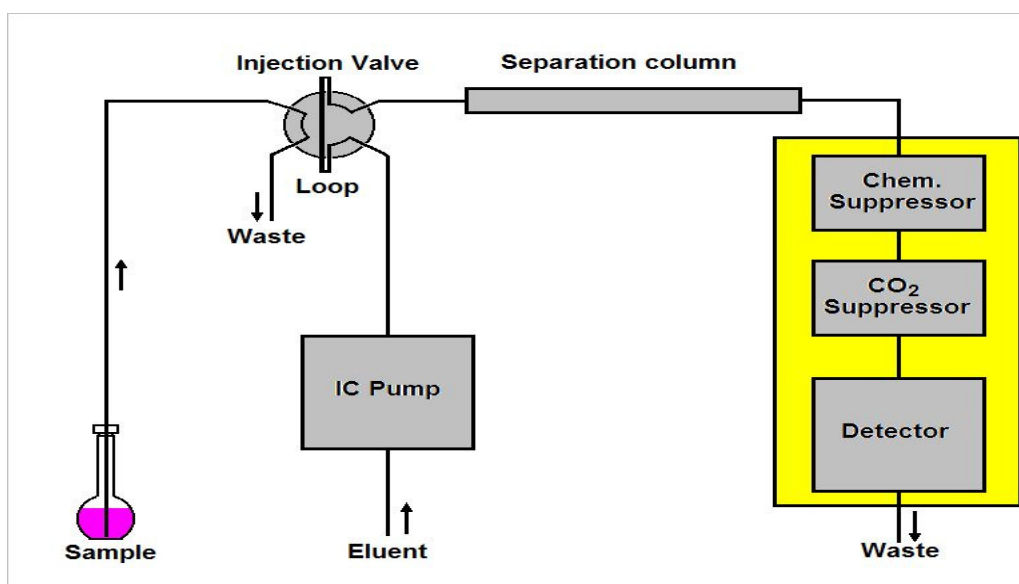 Injection Valve
Separation column
Loop
Waste
Chem.
Suppressor
CO₂
Suppressor
IC Pump
Detector
Sample
Eluent
Waste